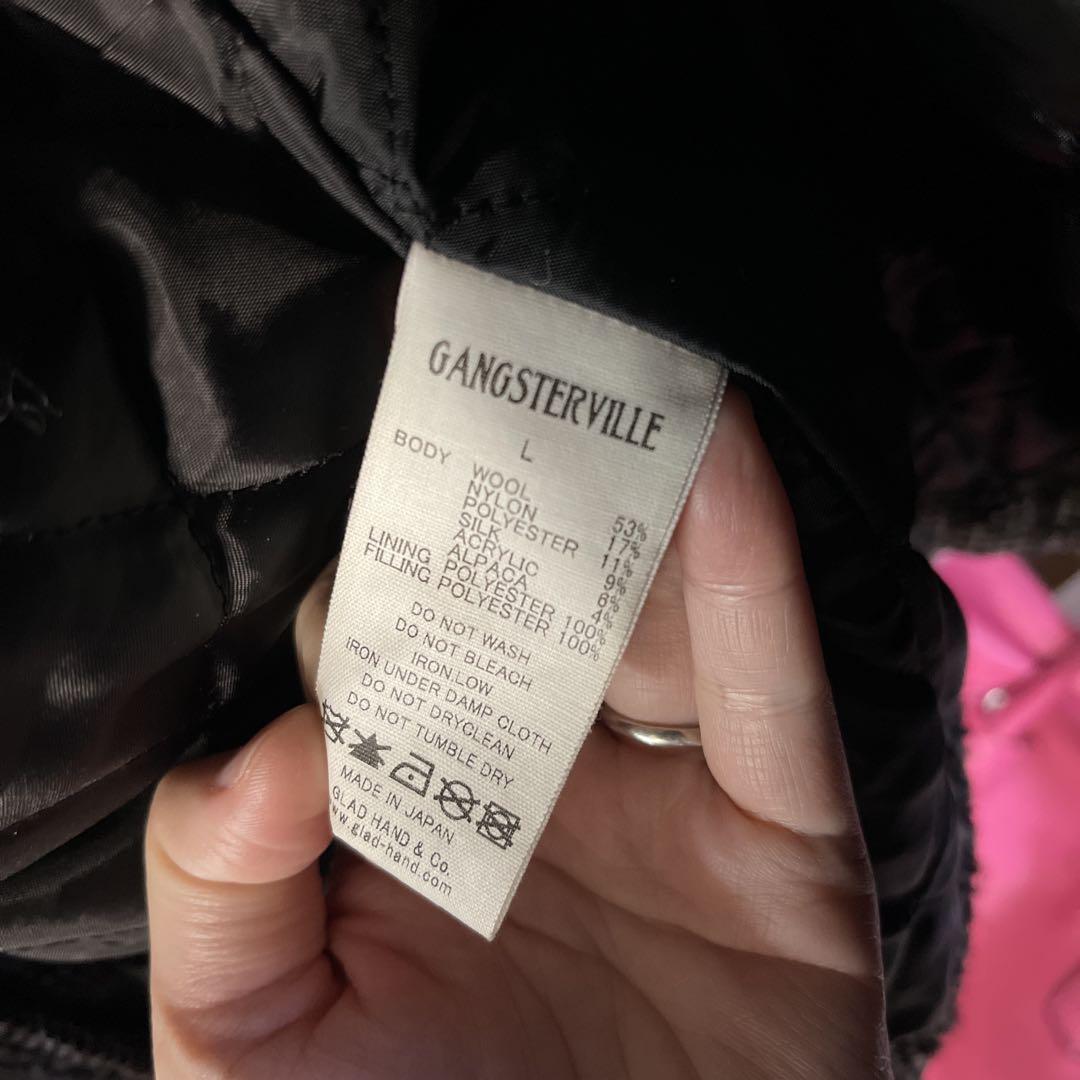 GANGSTERVILLE
L
BODY WOOL 53%
NYLON 17%
POLYESTER 11%
SILK 9%
ACRYLIC 6%
ALPACA 4%
LINING POLYESTER 100%
FILLING POLYESTER 100%
DO NOT WASH
DO NOT BLEACH
IRON.LOW
IRON UNDER DAMP CLOTH
DO NOT DRYCLEAN
DO NOT TUMBLE DRY
MADE IN JAPAN
GLAD HAND & Co.
www.glad-hand.com